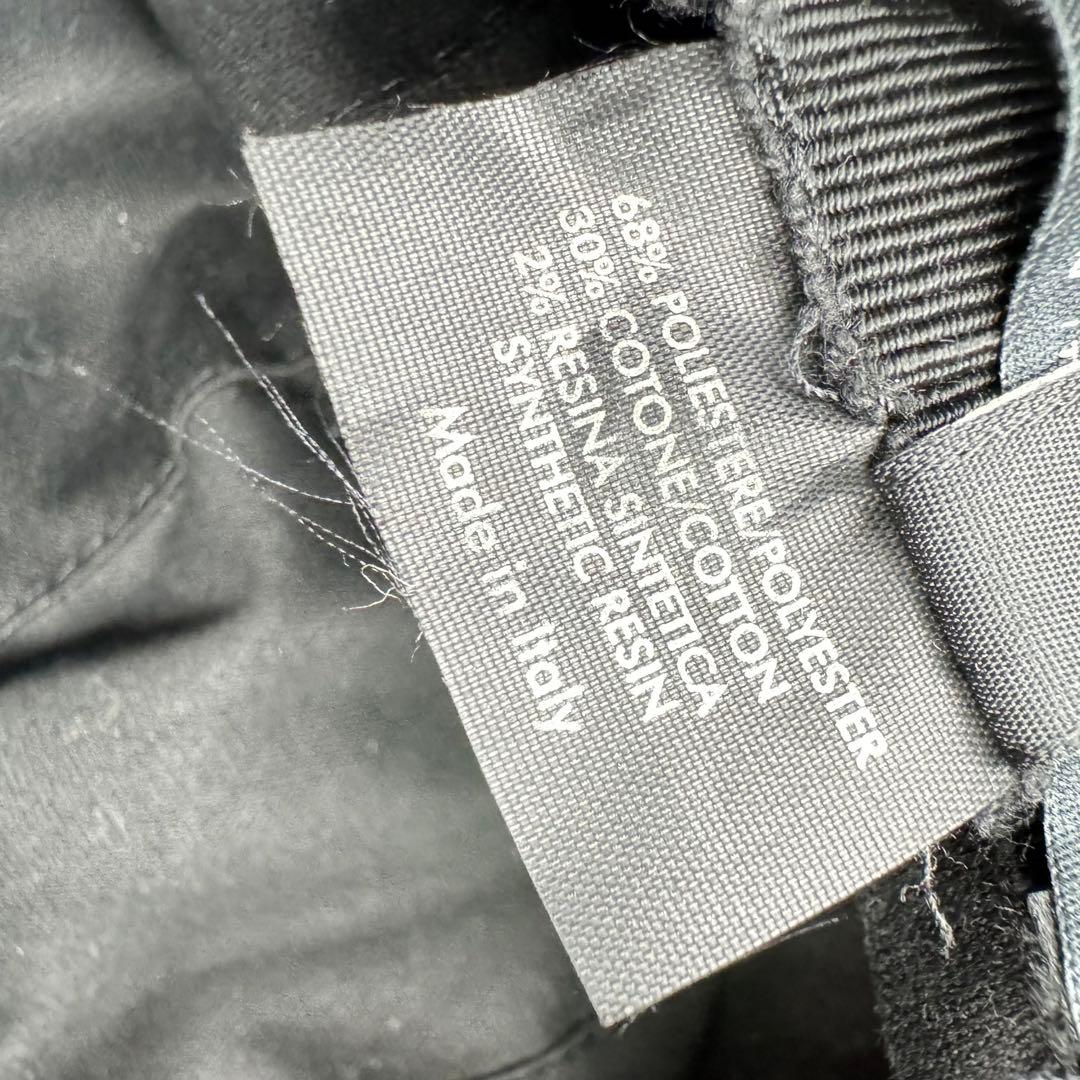 68% POLIESTERE/POLYESTER
30% COTONE/COTTON
2% RESINA SINTETICA
SYNTHETIC RESIN
Made in Italy